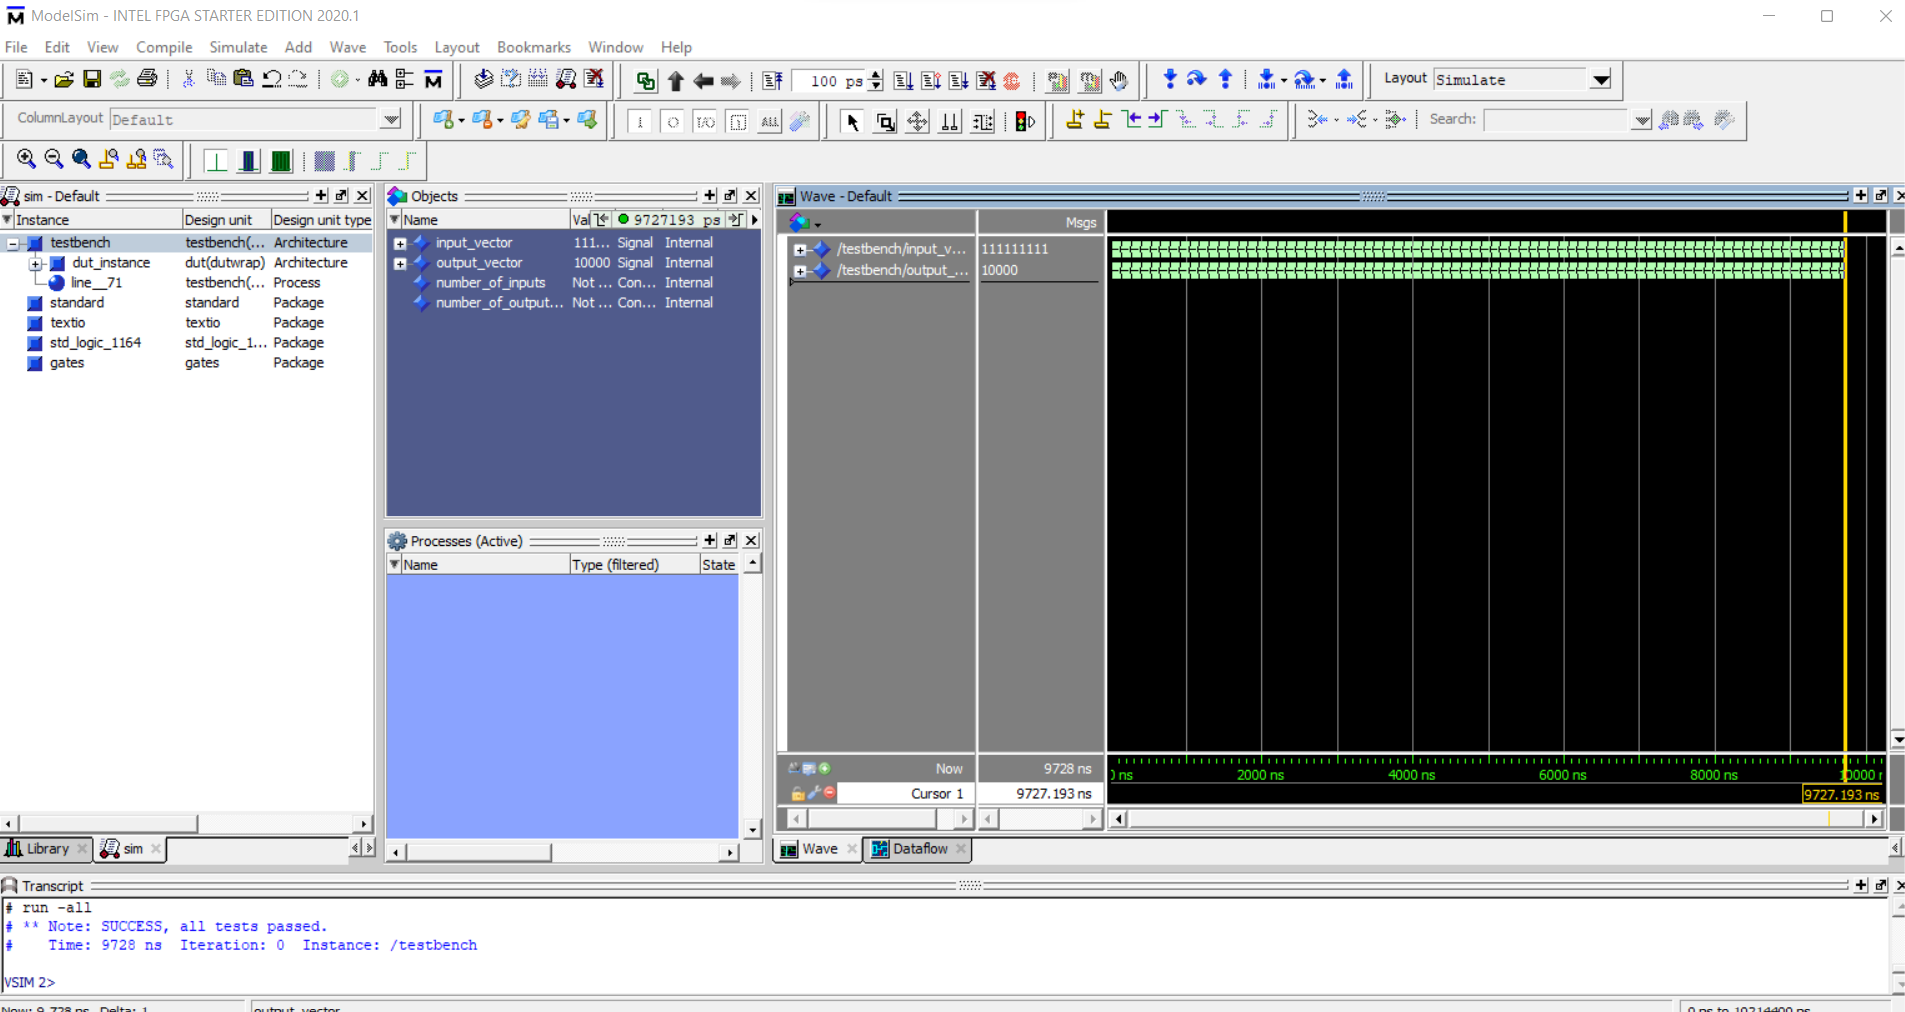 ModelSim - INTEL FPGA STARTER EDITION 2020.1
File Edit View Compile Simulate Add Wave Tools Layout Bookmarks Window Help
100 ps
Layout Simulate
ColumnLayout Default
ALL
Search:
sim - Default
Instance Design unit Design unit type
testbench testbench(... Architecture
dut_instance dut(dutwrap) Architecture
line__71 testbench(... Process
standard standard Package
textio textio Package
std_logic_1164 std_logic_1... Package
gates gates Package
Library sim
Objects
Name Val 9727193 ps
input_vector 111... Signal Internal
output_vector 10000 Signal Internal
number_of_inputs Not ... Con... Internal
number_of_output... Not ... Con... Internal
Processes (Active)
Name Type (filtered) State
Wave - Default
Msgs
/testbench/input_v... 111111111
/testbench/output_... 10000
Now 9728 ns
Cursor 1 9727.193 ns
ns 2000 ns 4000 ns 6000 ns 8000 ns 10000
9727.193 ns
Wave Dataflow
Transcript
# run -all
# ** Note: SUCCESS, all tests passed.
# Time: 9728 ns Iteration: 0 Instance: /testbench
VSIM 2>
Now: 9,728 ns Delta: 1 output_vector 0 ps to 10214400 ps